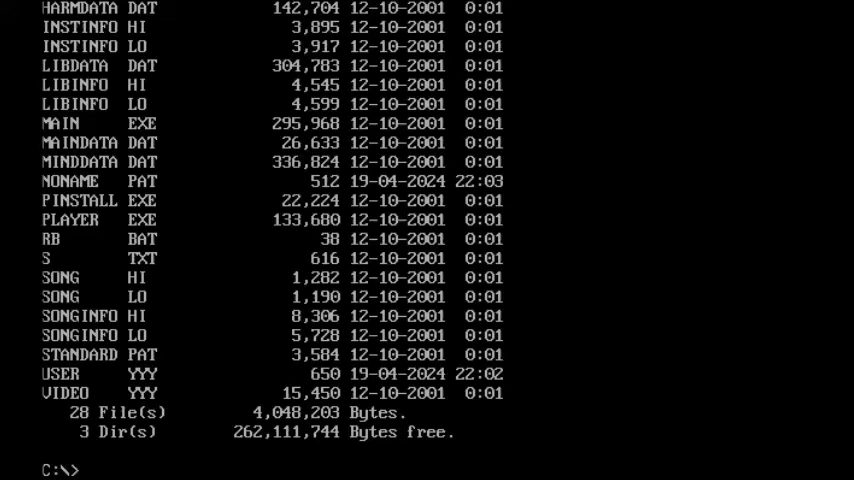 HARMDATA DAT 142,704 12-10-2001 0:01
INSTINFO HI 3,895 12-10-2001 0:01
INSTINFO LO 3,917 12-10-2001 0:01
LIBDATA DAT 304,783 12-10-2001 0:01
LIBINFO HI 4,545 12-10-2001 0:01
LIBINFO LO 4,599 12-10-2001 0:01
MAIN EXE 295,968 12-10-2001 0:01
MAINDATA DAT 26,633 12-10-2001 0:01
MINDDATA DAT 336,824 12-10-2001 0:01
NONAME PAT 512 19-04-2024 22:03
PINSTALL EXE 22,224 12-10-2001 0:01
PLAYER EXE 133,680 12-10-2001 0:01
RB BAT 38 12-10-2001 0:01
S TXT 616 12-10-2001 0:01
SONG HI 1,282 12-10-2001 0:01
SONG LO 1,190 12-10-2001 0:01
SONGINFO HI 8,306 12-10-2001 0:01
SONGINFO LO 5,728 12-10-2001 0:01
STANDARD PAT 3,584 12-10-2001 0:01
USER YYY 650 19-04-2024 22:02
VIDEO YYY 15,450 12-10-2001 0:01
28 File(s) 4,048,203 Bytes.
3 Dir(s) 262,111,744 Bytes free.
C:\>